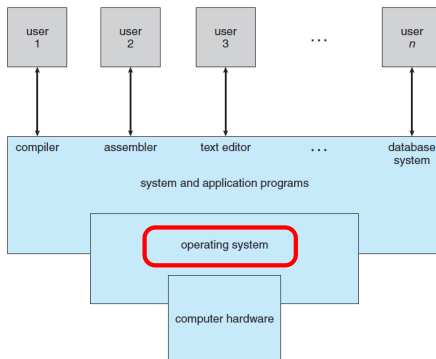 user 1
user 2
user 3
...
user n
compiler
assembler
text editor
...
database system
system and application programs
operating system
computer hardware